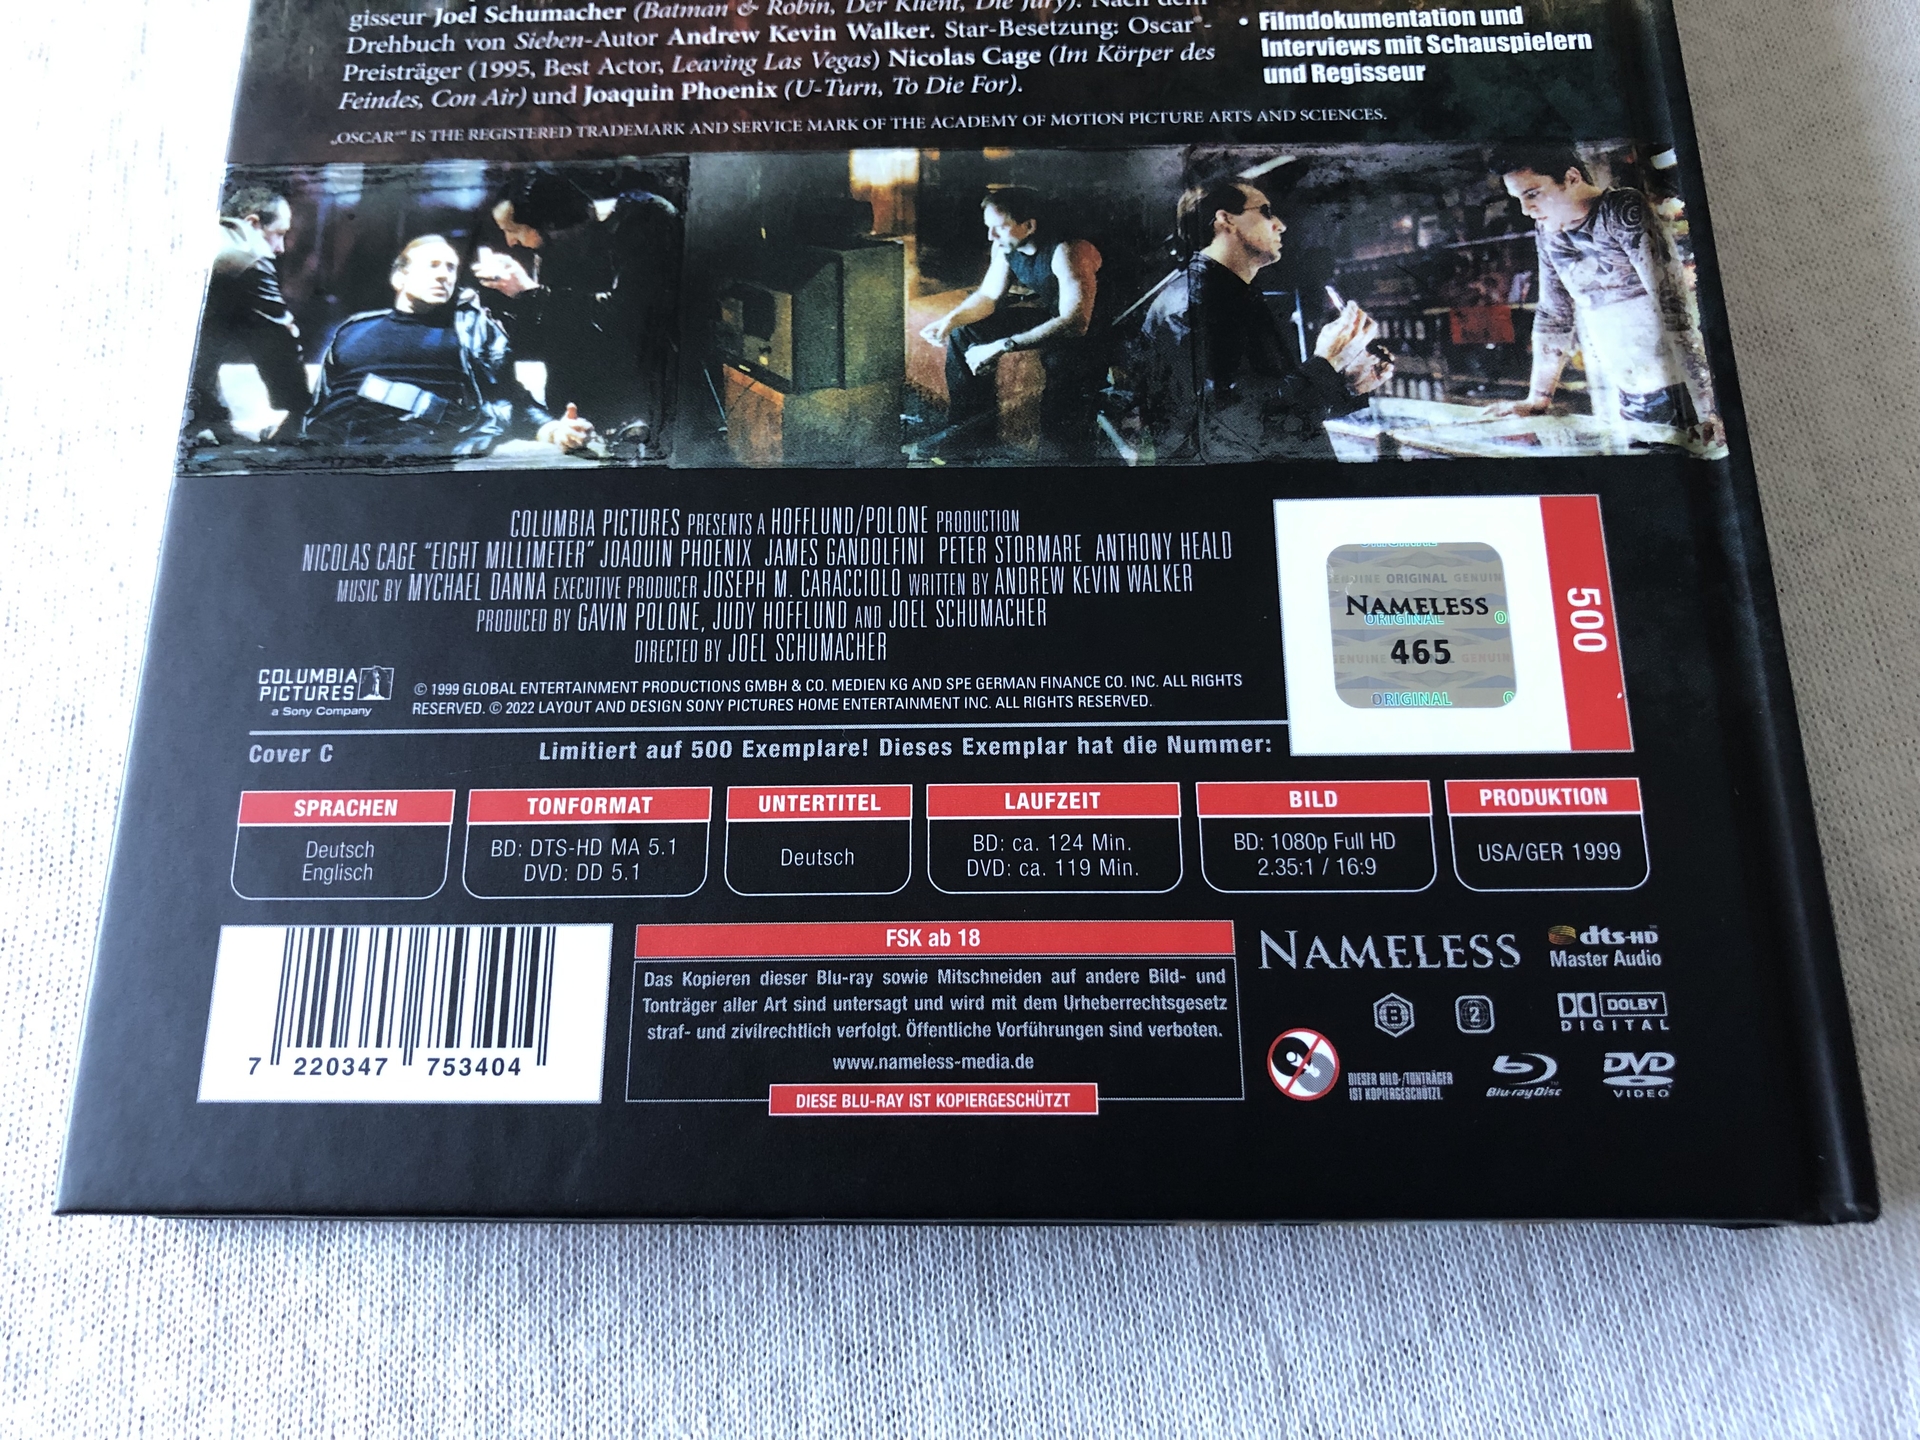 gisseur Joel Schumacher (Batman & Robin, Der Klient, Die Jury). Nach dem
Drehbuch von Sieben-Autor Andrew Kevin Walker. Star-Besetzung: Oscar®-
Preisträger (1995, Best Actor, Leaving Las Vegas) Nicolas Cage (Im Körper des
Feindes, Con Air) und Joaquin Phoenix (U-Turn, To Die For).
• Filmdokumentation und
Interviews mit Schauspielern
und Regisseur
IS THE REGISTERED TRADEMARK AND SERVICE MARK OF THE ACADEMY OF MOTION PICTURE ARTS AND SCIENCES.
COLUMBIA PICTURES PRESENTS A HOFFLUND/POLONE PRODUCTION
NICOLAS CAGE "EIGHT MILLIMETER" JOAQUIN PHOENIX JAMES GANDOLFINI PETER STORMARE ANTHONY HEALD
MUSIC BY MYCHAEL DANNA EXECUTIVE PRODUCER JOSEPH M. CARACCIOLO WRITTEN BY ANDREW KEVIN WALKER
PRODUCED BY GAVIN POLONE, JUDY HOFFLUND AND JOEL SCHUMACHER
DIRECTED BY JOEL SCHUMACHER
COLUMBIA
PICTURES
a Sony Company
© 1999 GLOBAL ENTERTAINMENT PRODUCTIONS GMBH & CO. MEDIEN KG AND SPE GERMAN FINANCE CO. INC. ALL RIGHTS
RESERVED. © 2022 LAYOUT AND DESIGN SONY PICTURES HOME ENTERTAINMENT INC. ALL RIGHTS RESERVED.
ORIGINAL GENUIN
NAMELESS
ORIGINAL
465
ORIGINAL
500
Cover C
Limitiert auf 500 Exemplare! Dieses Exemplar hat die Nummer:
SPRACHEN
Deutsch
Englisch
TONFORMAT
BD: DTS-HD MA 5.1
DVD: DD 5.1
UNTERTITEL
Deutsch
LAUFZEIT
BD: ca. 124 Min.
DVD: ca. 119 Min.
BILD
BD: 1080p Full HD
2.35:1 / 16:9
PRODUKTION
USA/GER 1999
7 220347 753404
FSK ab 18
Das Kopieren dieser Blu-ray sowie Mitschneiden auf andere Bild- und
Tonträger aller Art sind untersagt und wird mit dem Urheberrechtsgesetz
straf- und zivilrechtlich verfolgt. Öffentliche Vorführungen sind verboten.
www.nameless-media.de
DIESE BLU-RAY IST KOPIERGESCHÜTZT
NAMELESS
dts-HD
Master Audio
B
2
DOLBY
DIGITAL
DIESER BILD-/TONTRÄGER
IST KOPIERGESCHÜTZT.
Blu-ray Disc
DVD
VIDEO